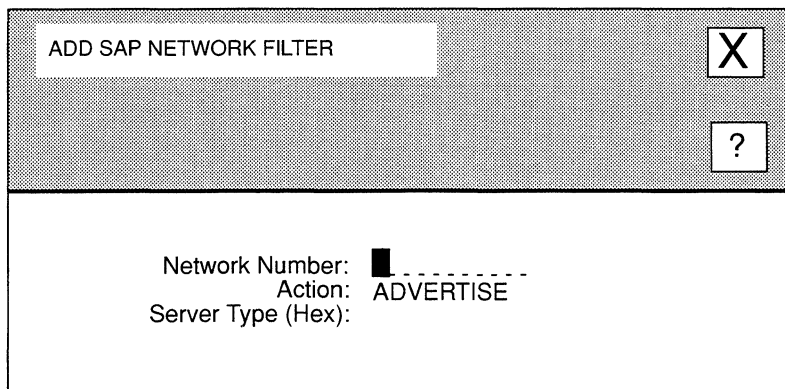 ADD SAP NETWORK FILTER
X
?
Network Number:
Action: ADVERTISE
Server Type (Hex):